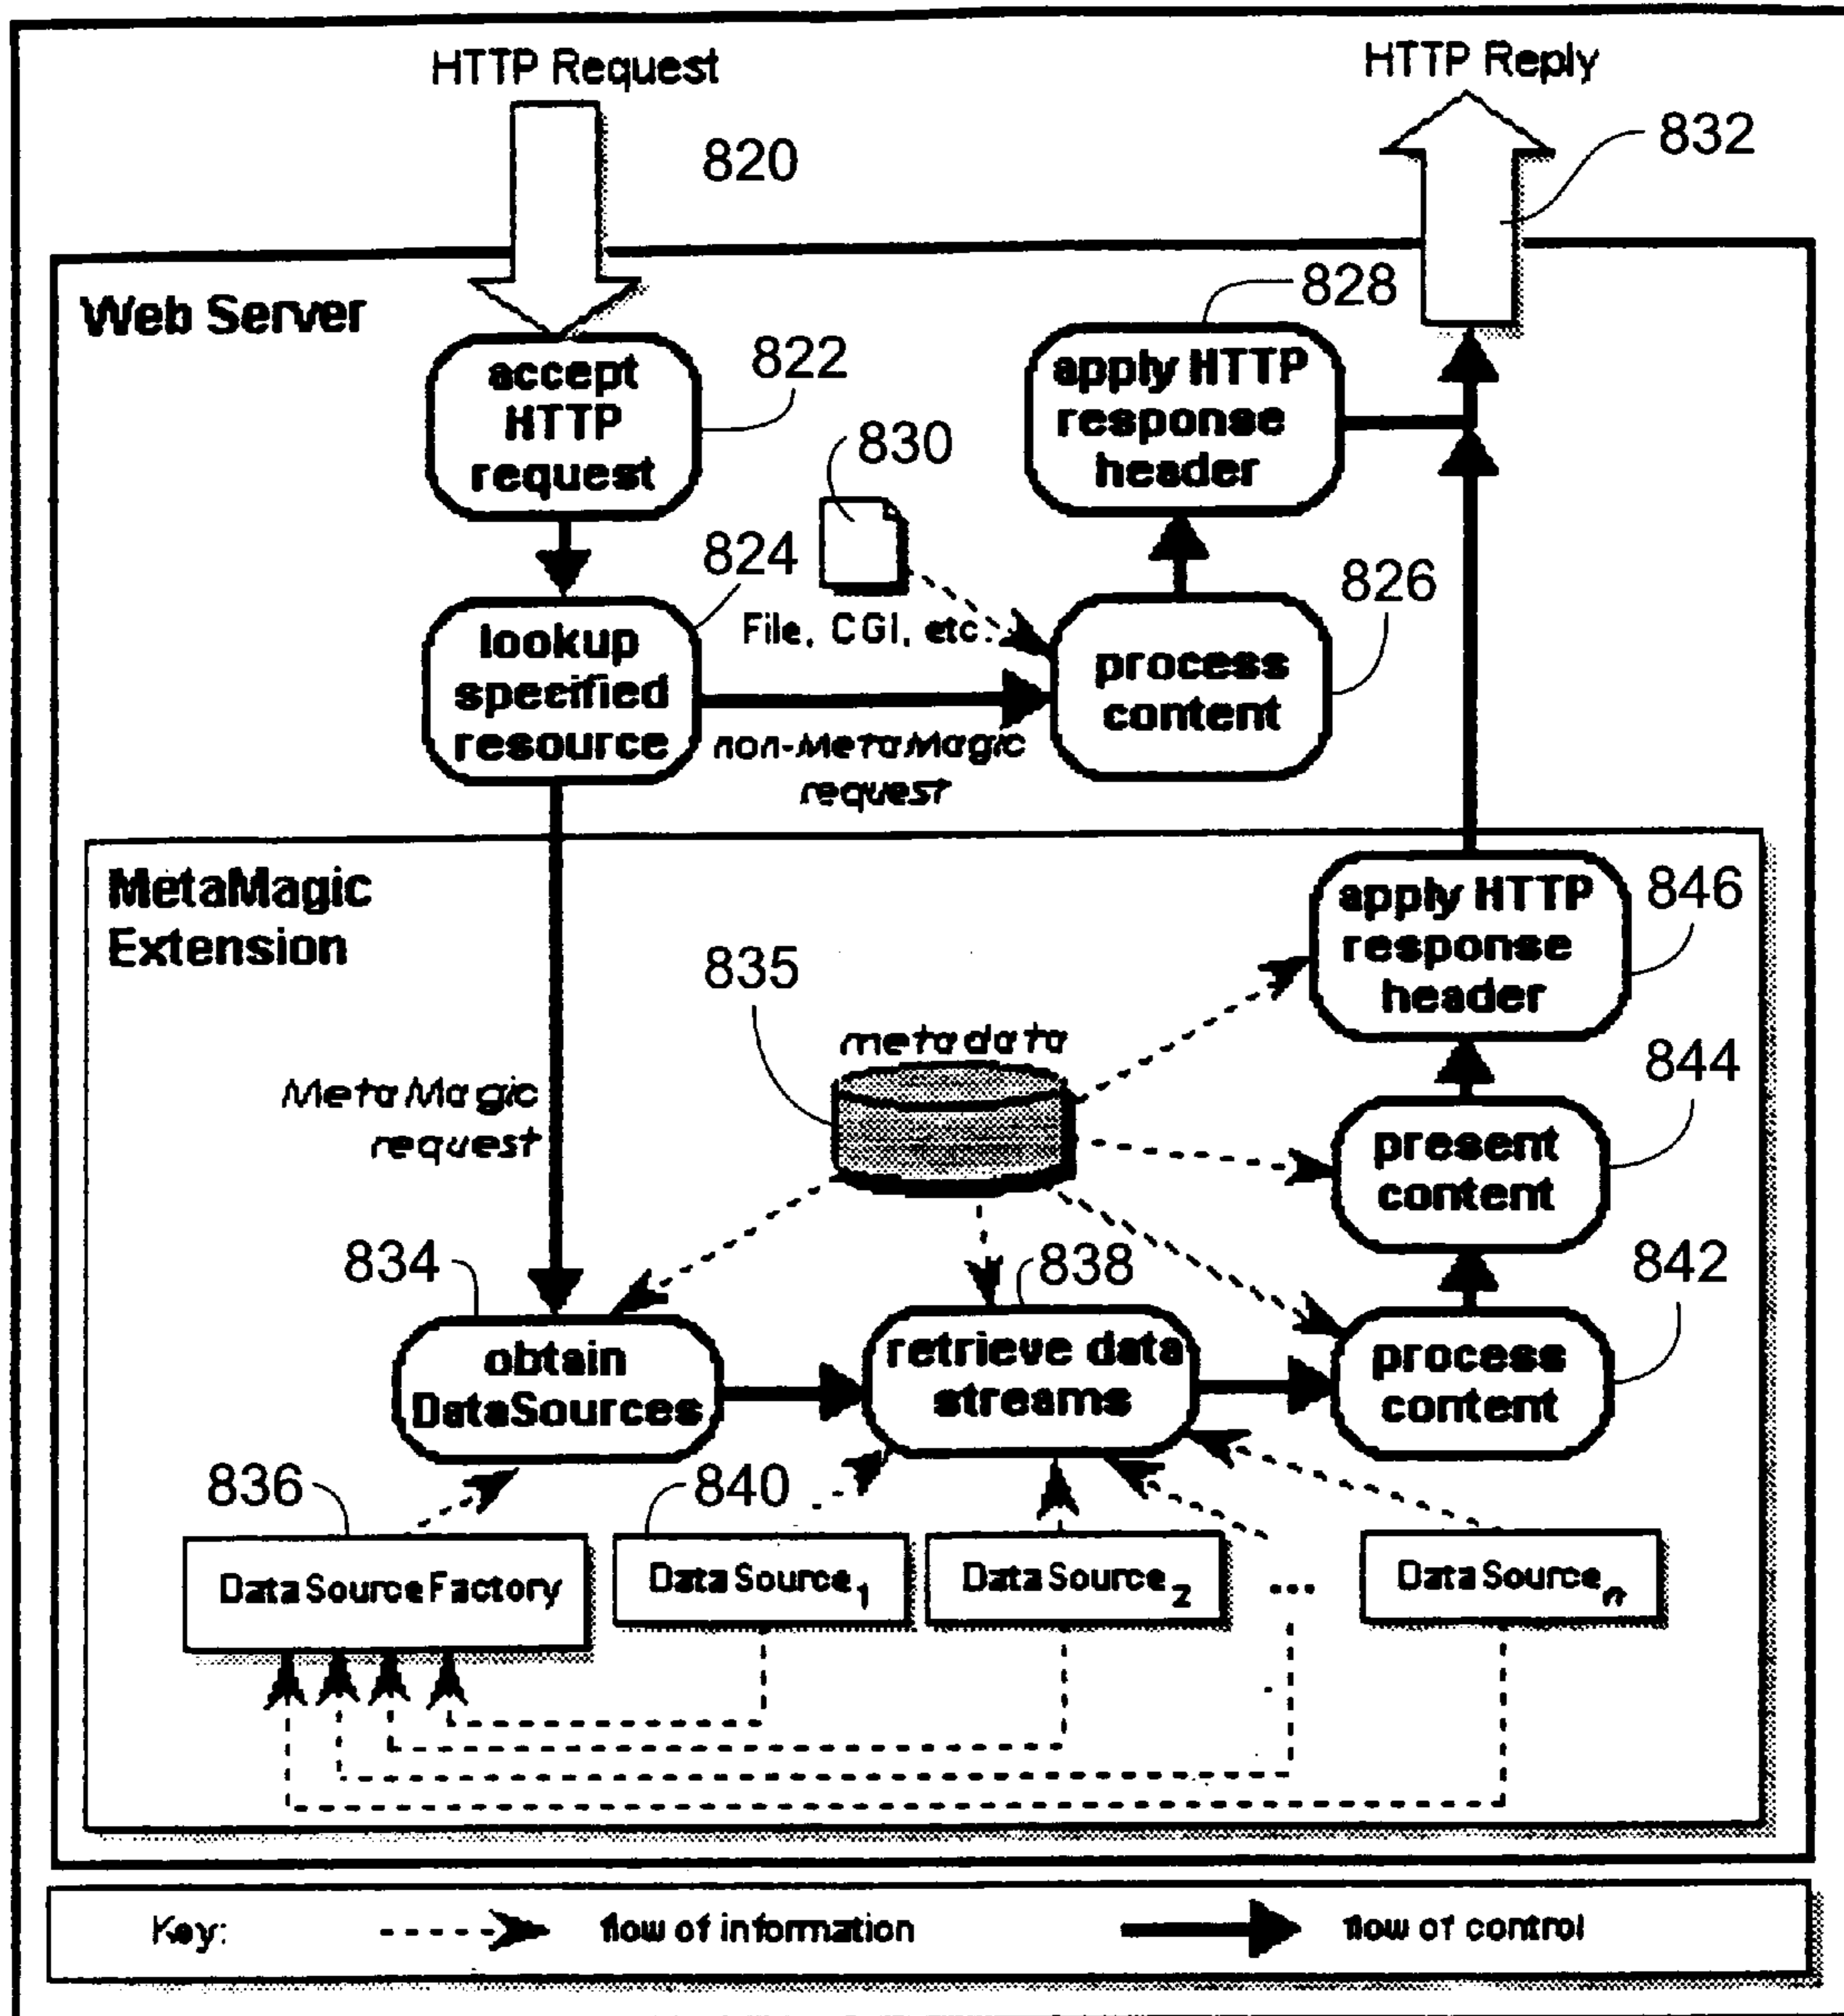 HTTP Request
HTTP Reply
820
832
Web Server
828
accept
HTTP
request
822
apply HTTP
response
header
830
824
826
File, CGI, etc.
lookup
specified
resource
process
content
non-MetaMagic
request
MetaMagic
Extension
apply HTTP
response
header
846
835
metadata
MetaMagic
request
844
present
content
834
838
842
obtain
DataSources
retrieve data
streams
process
content
836
840
DataSourceFactory
DataSource1
DataSource2
...
DataSourcen
Key:
flow of information
flow of control